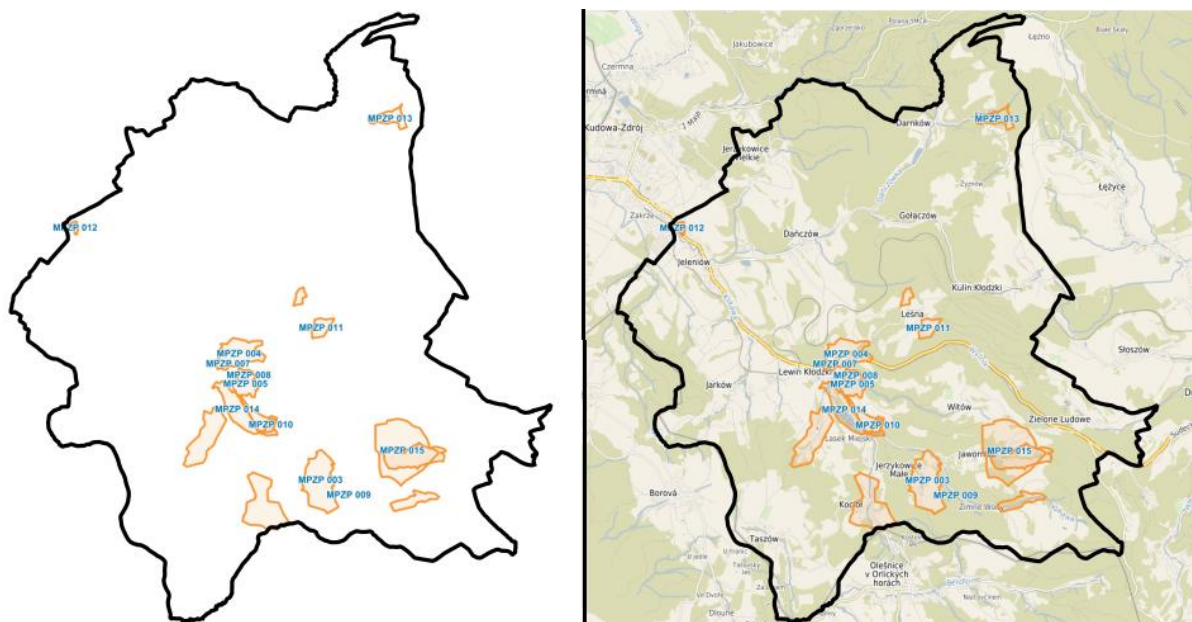 MPZP 013
MPZP 012
MPZP 011
MPZP 004
MPZP 007
MPZP 008
MPZP 005
MPZP 014
MPZP 010
MPZP 015
MPZP 003
MPZP 009
Jakubowice
Łężno
Czermna
Kudowa-Zdrój
Darnków
MPZP 013
Jerzykowice
Wielkie
Żyznów
Łężyce
Zakrze
MPZP 012
Gołaczów
Dańczów
Jeleniów
Kulin Kłodzki
Leśna
MPZP 011
Słoszów
MPZP 004
MPZP 007
Lewin Kłodzki
MPZP 008
MPZP 005
Jarków
MPZP 014
Witów
Zielone Ludowe
MPZP 010
Lasek Miejski
MPZP 015
Jerzykowice
Małe
MPZP 003
MPZP 009
Borová
Kocioł
Taszów
Olešnice
v Orlických
horách